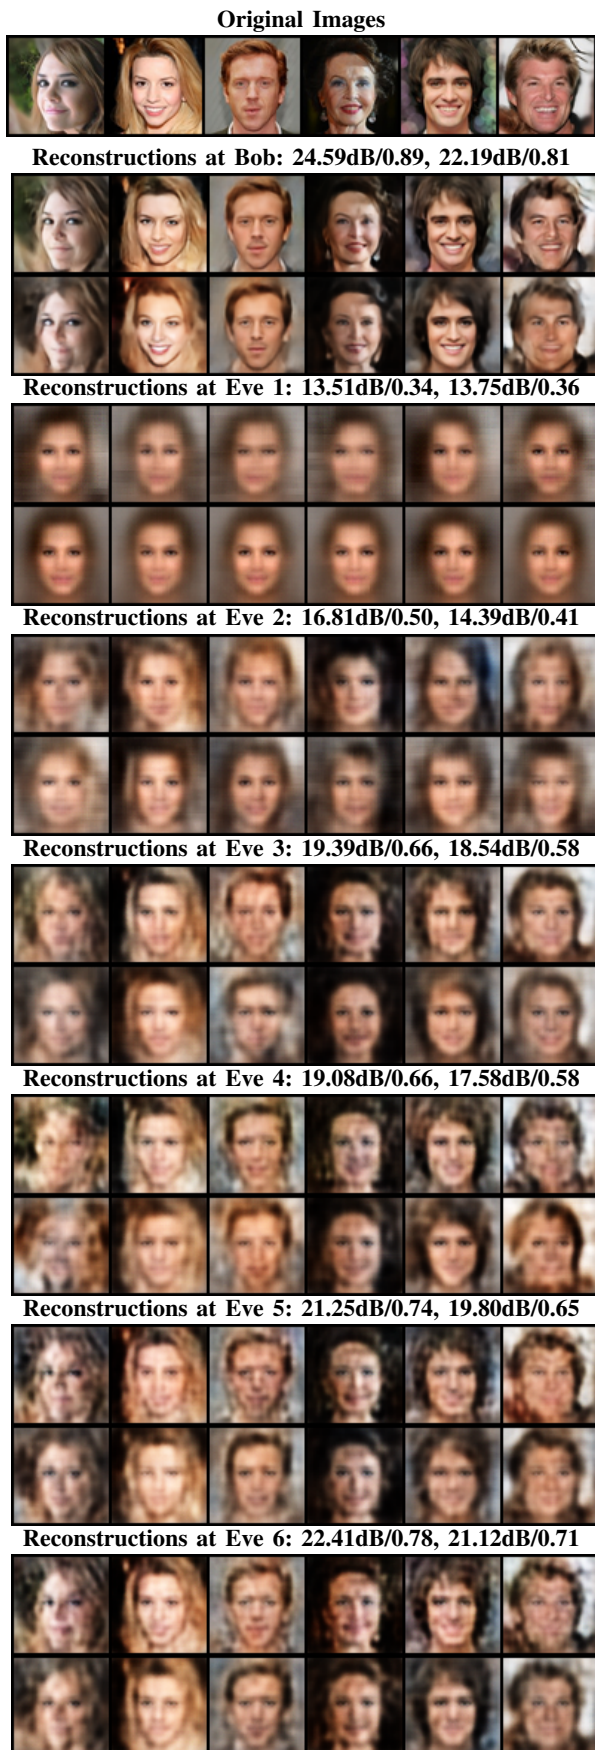 Original Images
Reconstructions at Bob: 24.59dB/0.89, 22.19dB/0.81
Reconstructions at Eve 1: 13.51dB/0.34, 13.75dB/0.36
Reconstructions at Eve 2: 16.81dB/0.50, 14.39dB/0.41
Reconstructions at Eve 3: 19.39dB/0.66, 18.54dB/0.58
Reconstructions at Eve 4: 19.08dB/0.66, 17.58dB/0.58
Reconstructions at Eve 5: 21.25dB/0.74, 19.80dB/0.65
Reconstructions at Eve 6: 22.41dB/0.78, 21.12dB/0.71